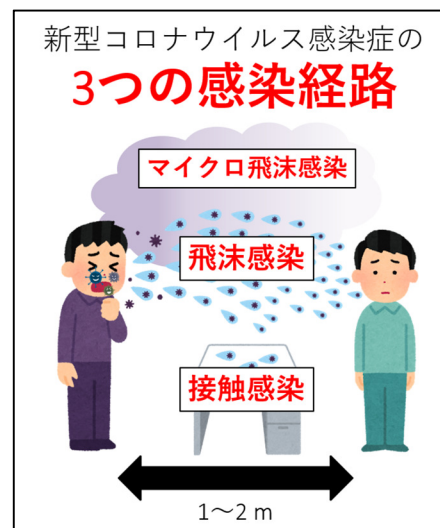 新型コロナウイルス感染症の
3つの感染経路
マイクロ飛沫感染
飛沫感染
接触感染
1～2 m